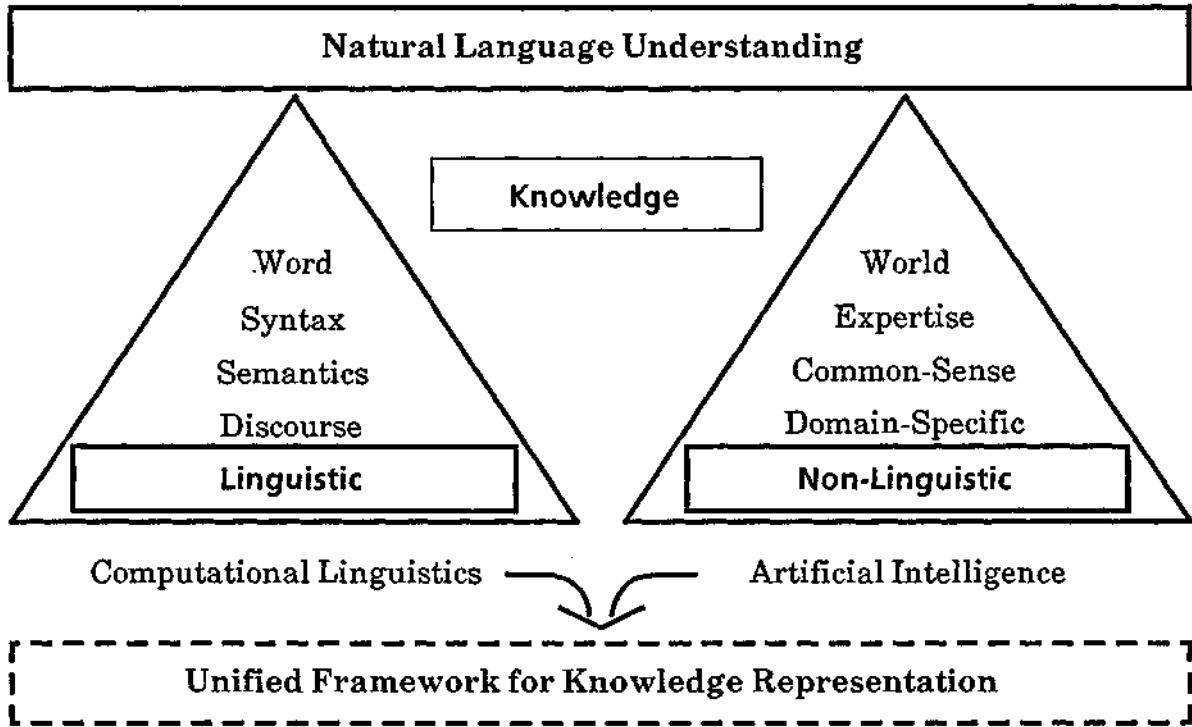 Natural Language Understanding
Knowledge
Word
Syntax
Semantics
Discourse
Linguistic
World
Expertise
Common-Sense
Domain-Specific
Non-Linguistic
Computational Linguistics
Artificial Intelligence
Unified Framework for Knowledge Representation